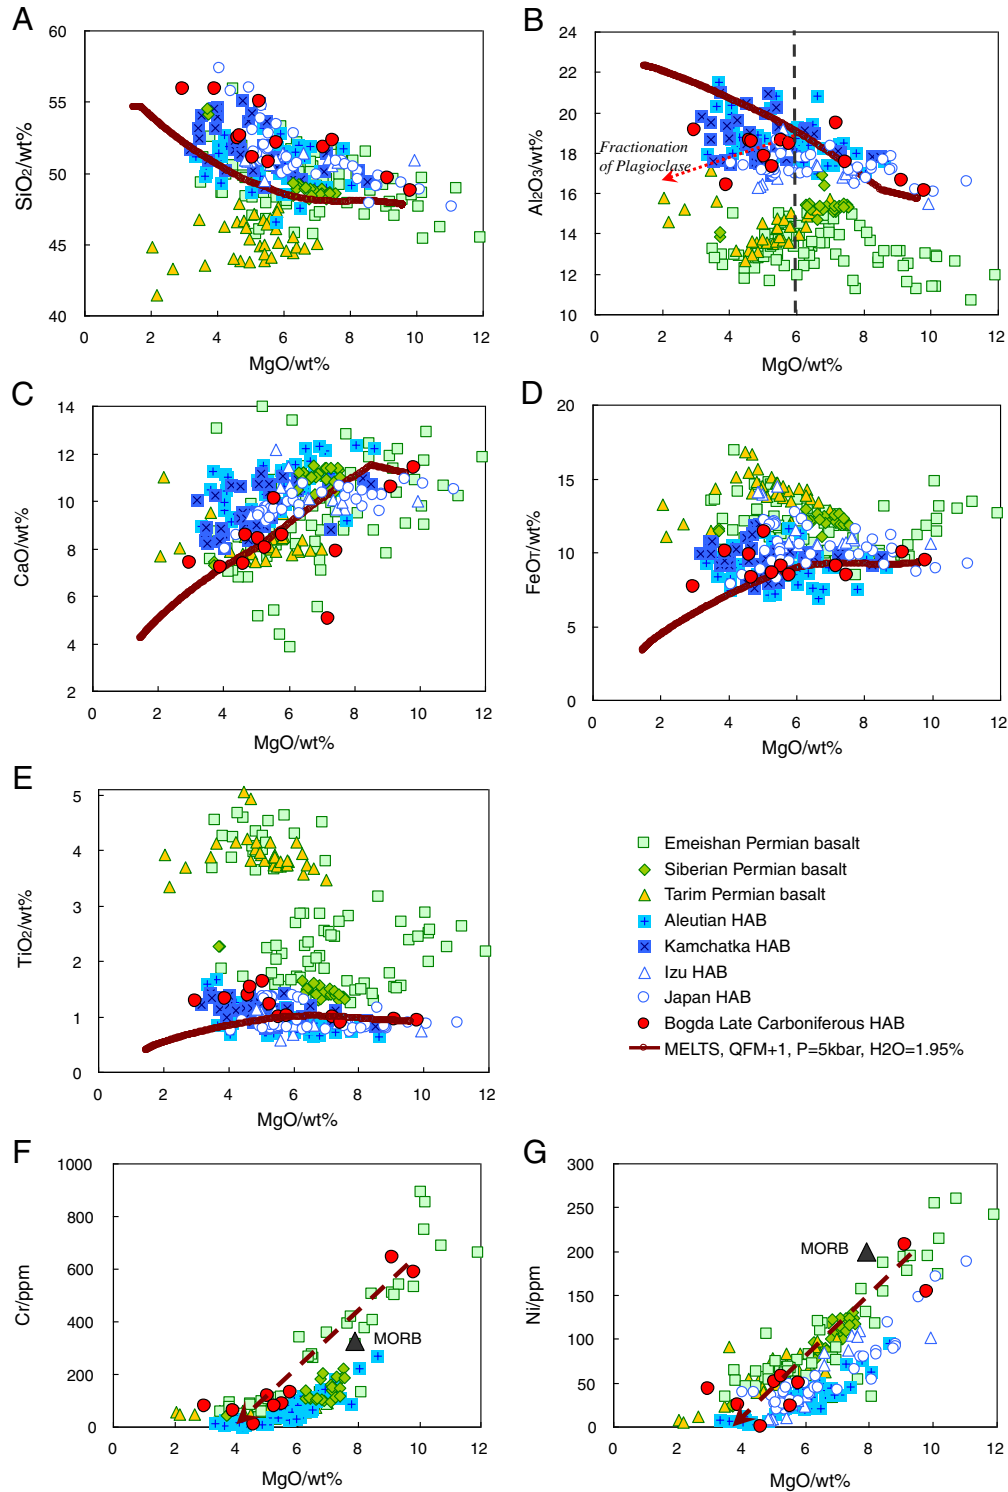 A
60
55
50
45
40
0 2 4 6 8 10 12
SiO2/wt%
MgO/wt%
B
24
22
20
18
16
14
12
10
0 2 4 6 8 10 12
Al2O3/wt%
MgO/wt%
Fractionation
of Plagioclase
C
14
12
10
8
6
4
2
0 2 4 6 8 10 12
CaO/wt%
MgO/wt%
D
20
15
10
5
0
0 2 4 6 8 10 12
FeOT/wt%
MgO/wt%
E
5
4
3
2
1
0
0 2 4 6 8 10 12
TiO2/wt%
MgO/wt%
Emeishan Permian basalt
Siberian Permian basalt
Tarim Permian basalt
Aleutian HAB
Kamchatka HAB
Izu HAB
Japan HAB
Bogda Late Carboniferous HAB
MELTS, QFM+1, P=5kbar, H2O=1.95%
F
1000
800
600
400
200
0
0 2 4 6 8 10 12
Cr/ppm
MgO/wt%
MORB
G
300
250
200
150
100
50
0
0 2 4 6 8 10 12
Ni/ppm
MgO/wt%
MORB